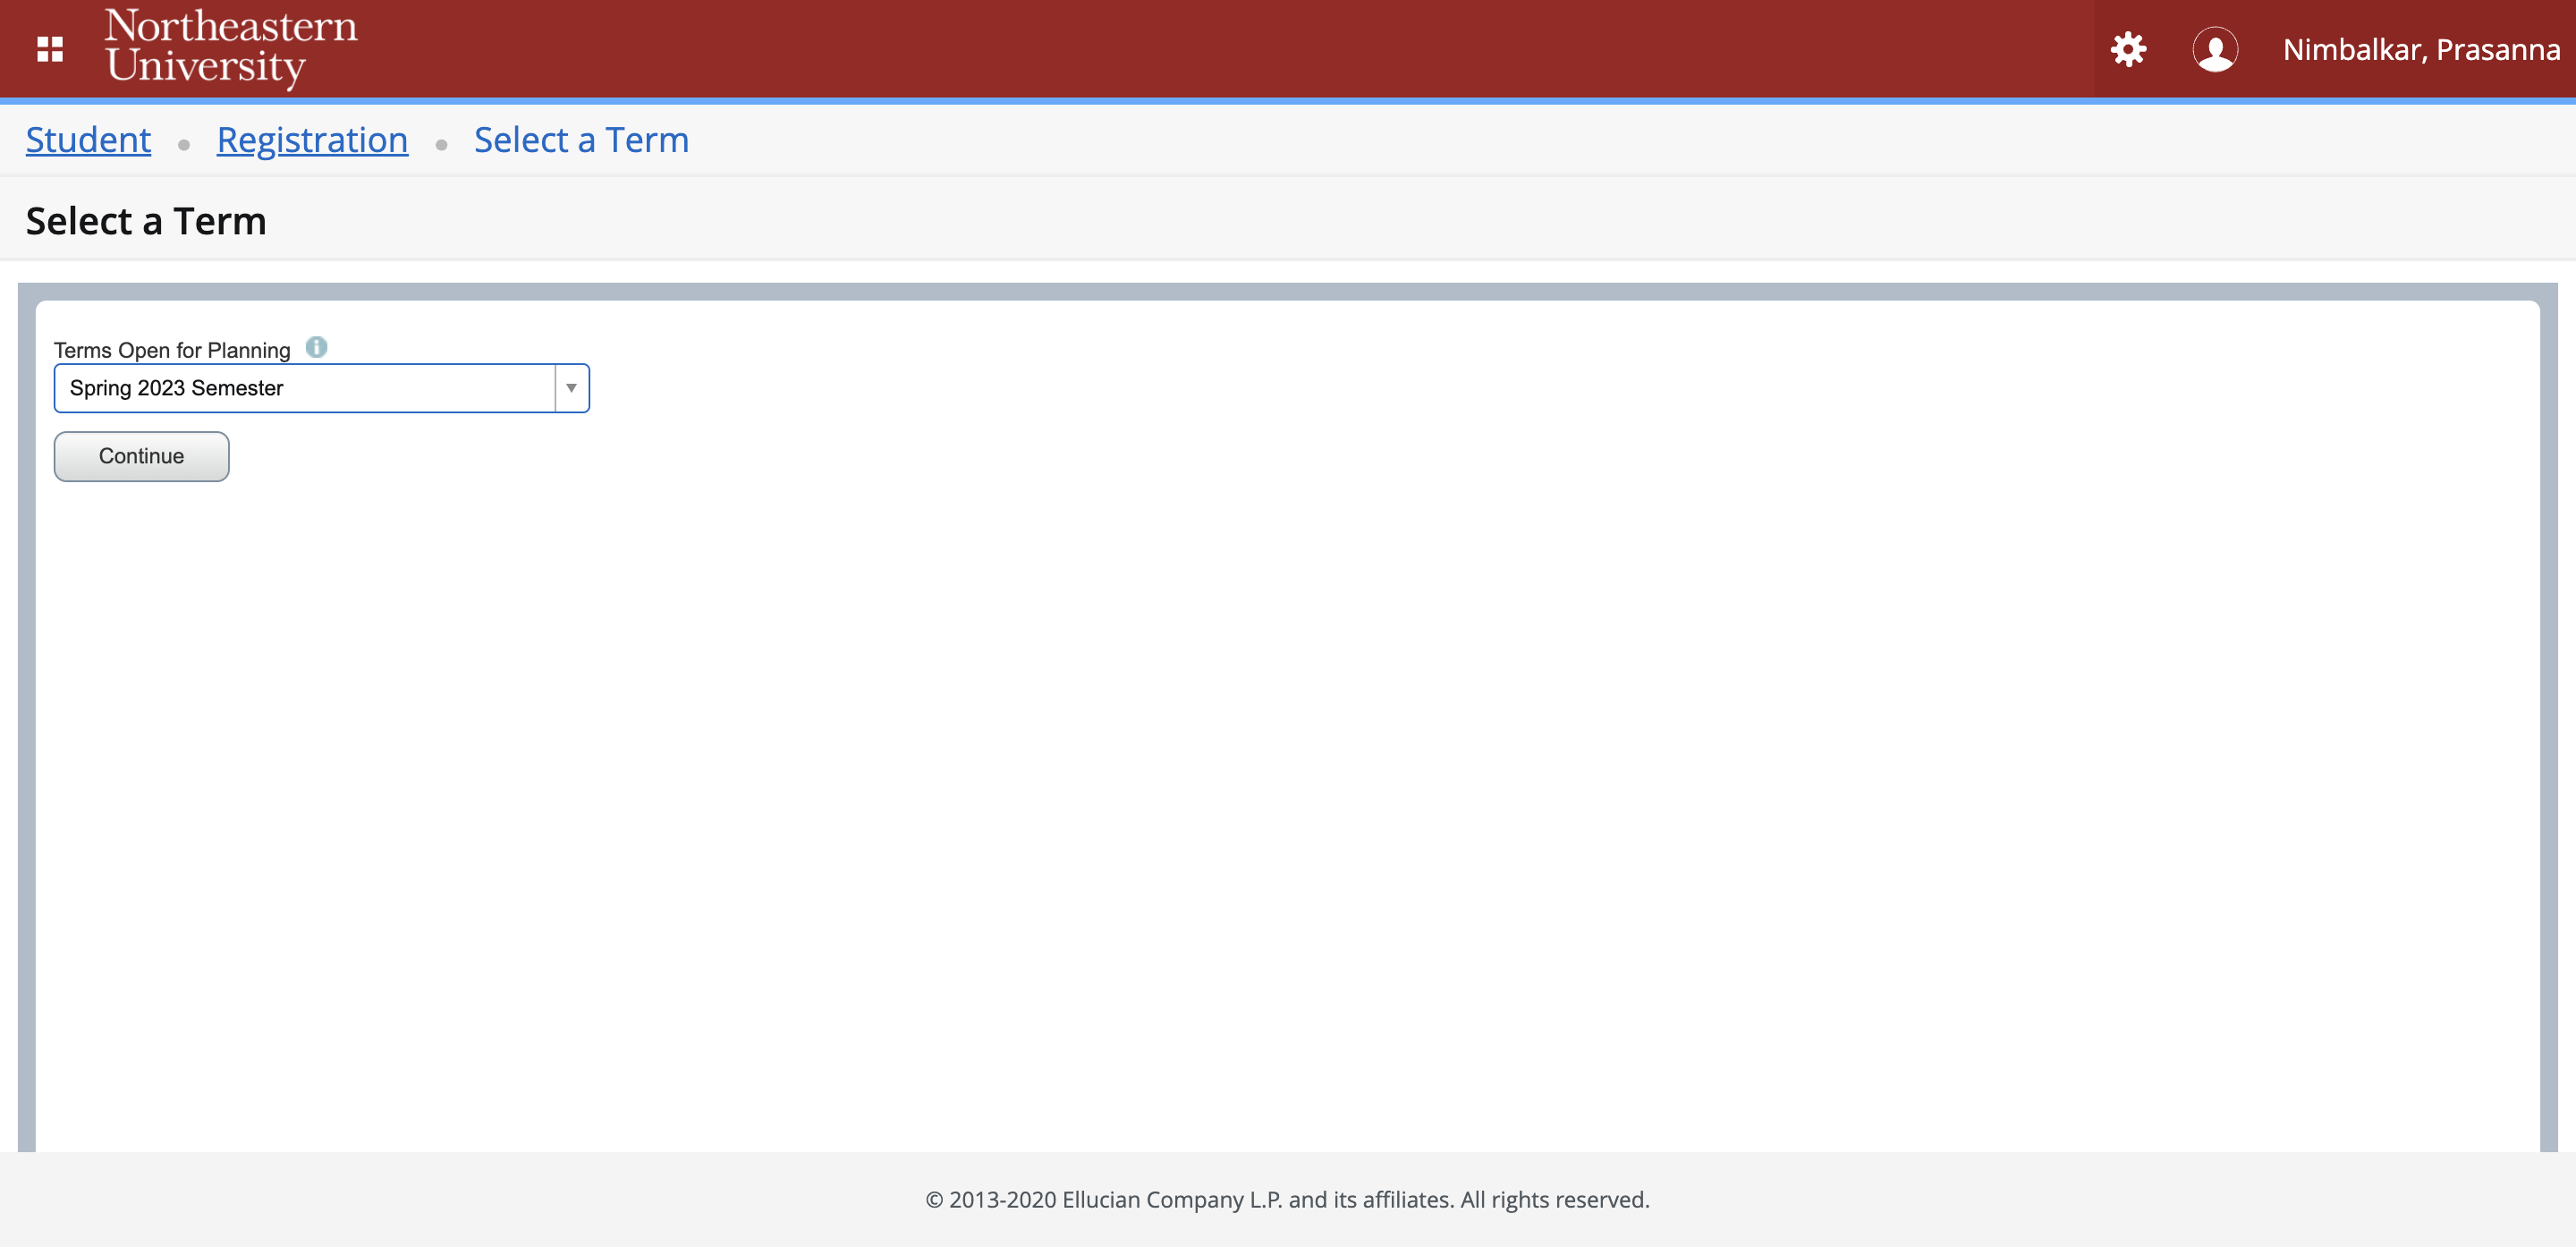 Northeastern
University
Nimbalkar, Prasanna
Student Registration Select a Term
Select a Term
Terms Open for Planning
Spring 2023 Semester
Continue
© 2013-2020 Ellucian Company L.P. and its affiliates. All rights reserved.